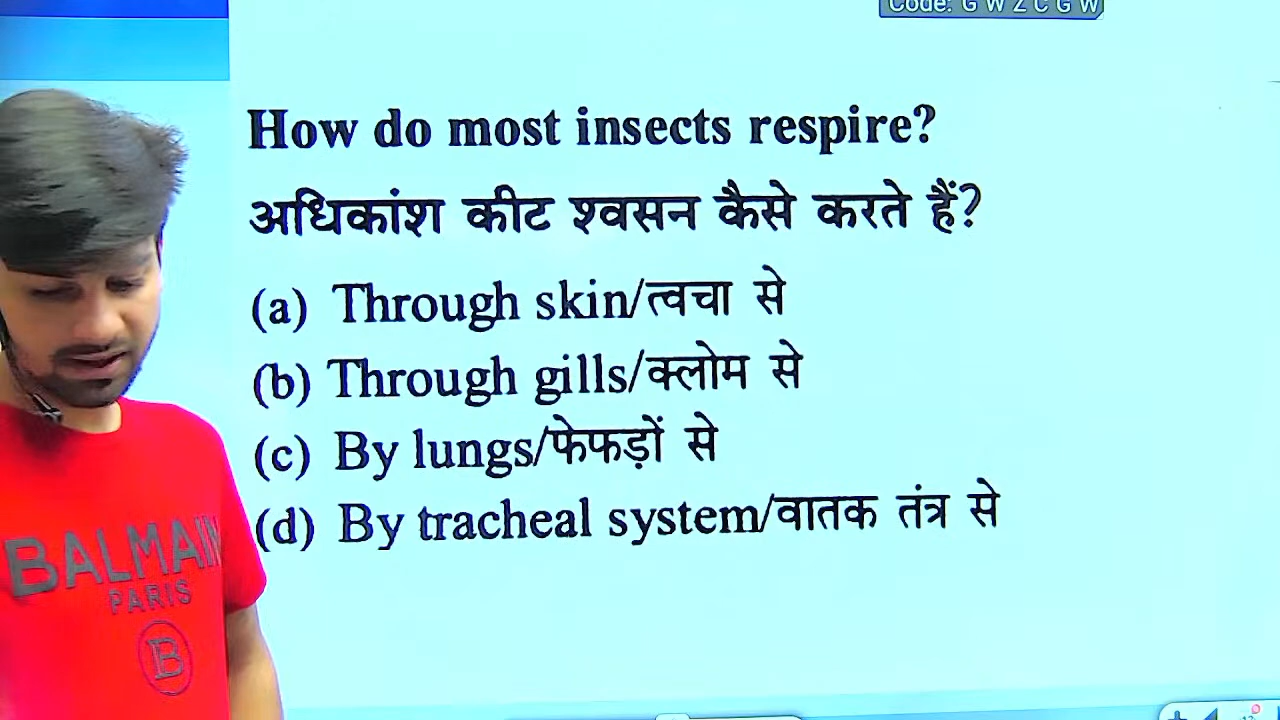 Code: G W Z C G W
How do most insects respire?
अधिकांश कीट श्वसन कैसे करते हैं?
(a) Through skin/त्वचा से
(b) Through gills/क्लोम से
(c) By lungs/फेफड़ों से
(d) By tracheal system/वातक तंत्र से
BALMAIN
PARIS
B